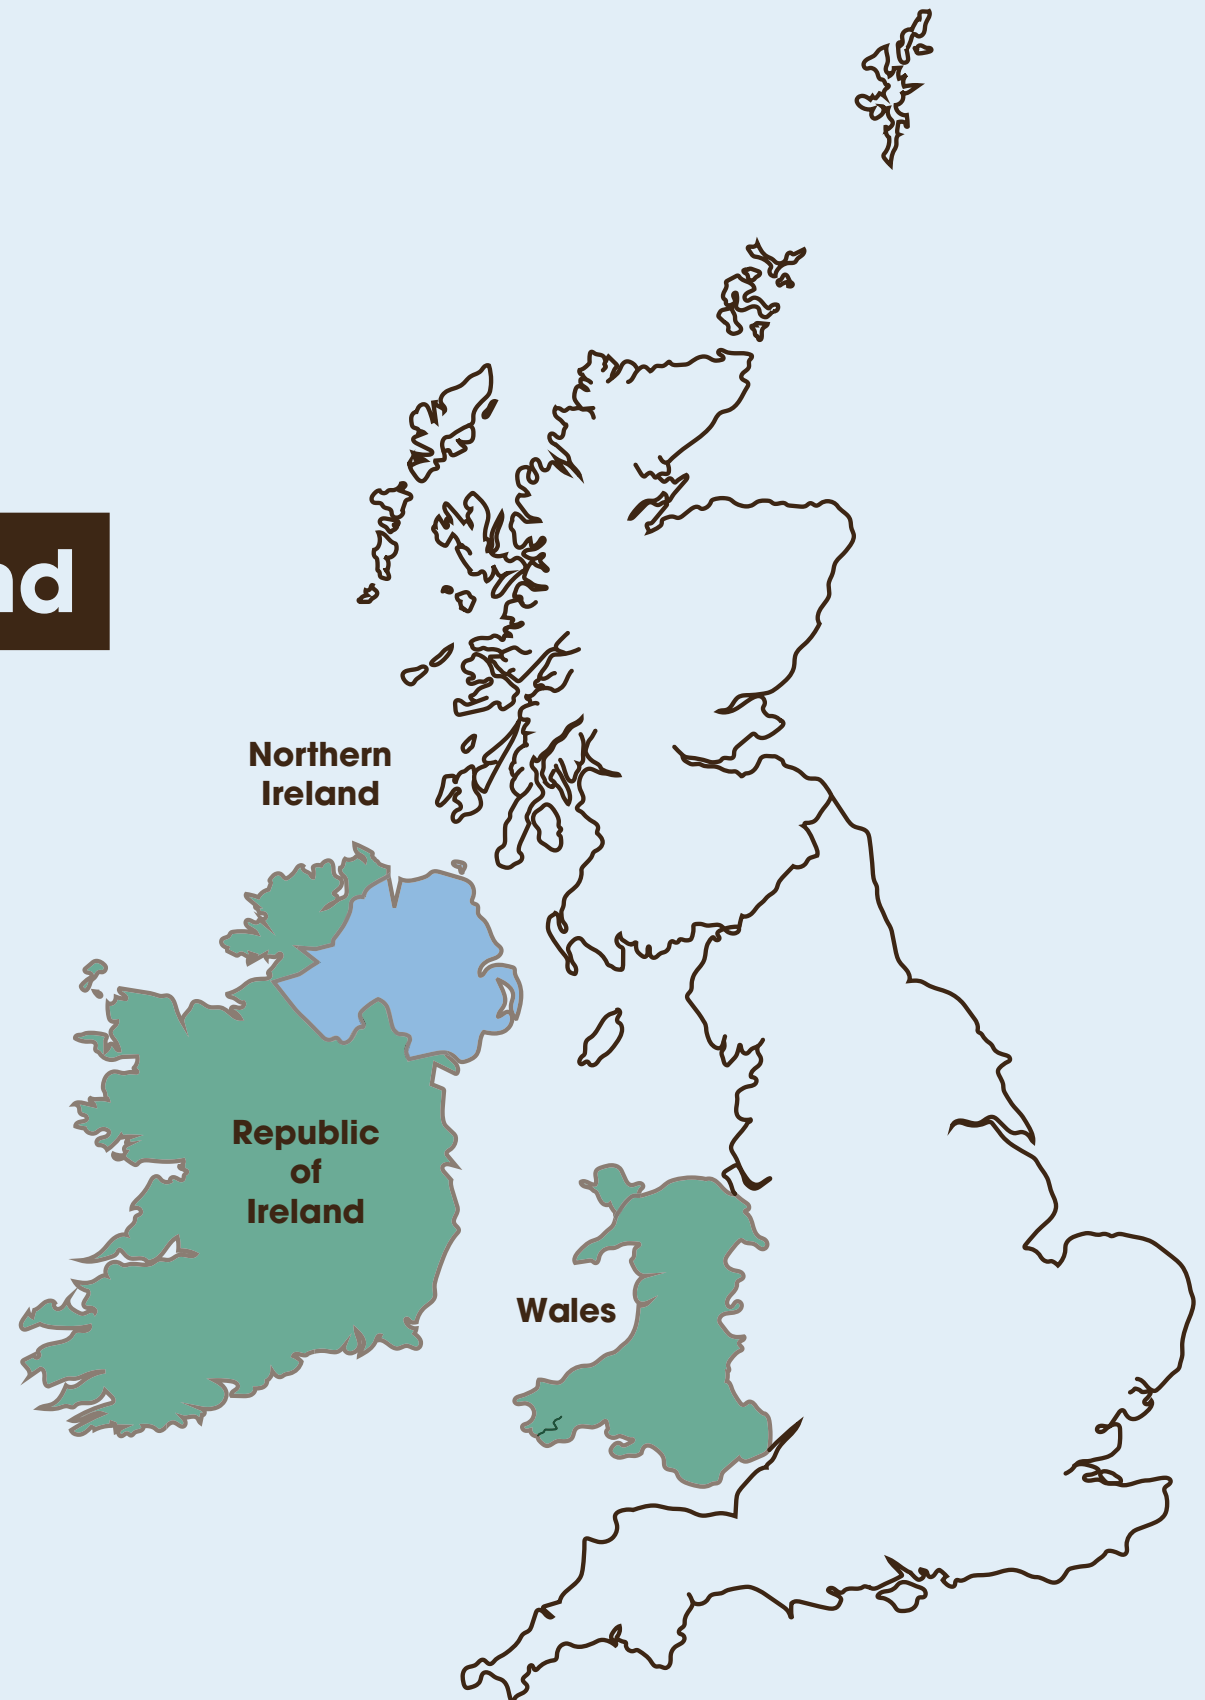 nd
Northern
Ireland
Republic
of
Ireland
Wales